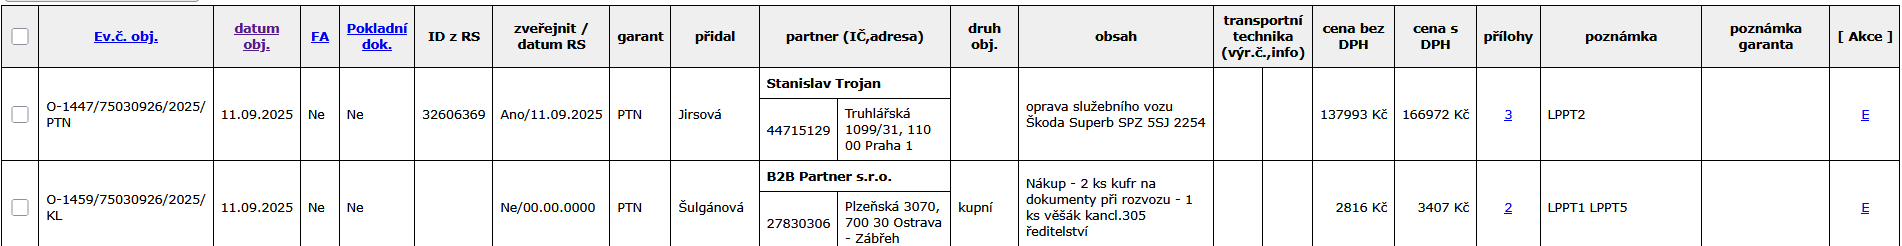 Ev.č. obj.
datum
obj.
FA
Pokladní
dok.
ID z RS
zveřejnit /
datum RS
garant
přidal
partner (IČ,adresa)
druh
obj.
obsah
transportní
technika
(výr.č.,info)
cena bez
DPH
cena s
DPH
přílohy
poznámka
poznámka
garanta
[ Akce ]
O-1447/75030926/2025/
PTN
11.09.2025
Ne
Ne
32606369
Ano/11.09.2025
PTN
Jirsová
Stanislav Trojan
44715129
Truhlářská
1099/31, 110
00 Praha 1
oprava služebního vozu
Škoda Superb SPZ 5SJ 2254
137993 Kč
166972 Kč
3
LPPT2
E
O-1459/75030926/2025/
KL
11.09.2025
Ne
Ne
Ne/00.00.0000
PTN
Šulgánová
B2B Partner s.r.o.
27830306
Plzeňská 3070,
700 30 Ostrava
- Zábřeh
kupní
Nákup - 2 ks kufr na
dokumenty při rozvozu - 1
ks věšák kancl.305
ředitelství
2816 Kč
3407 Kč
2
LPPT1 LPPT5
E